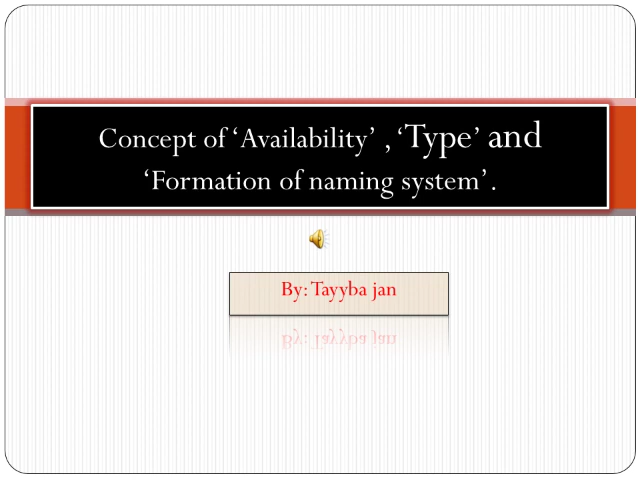 Concept of ‘Availability’ , ‘Type’ and
‘Formation of naming system’.
By: Tayyba jan